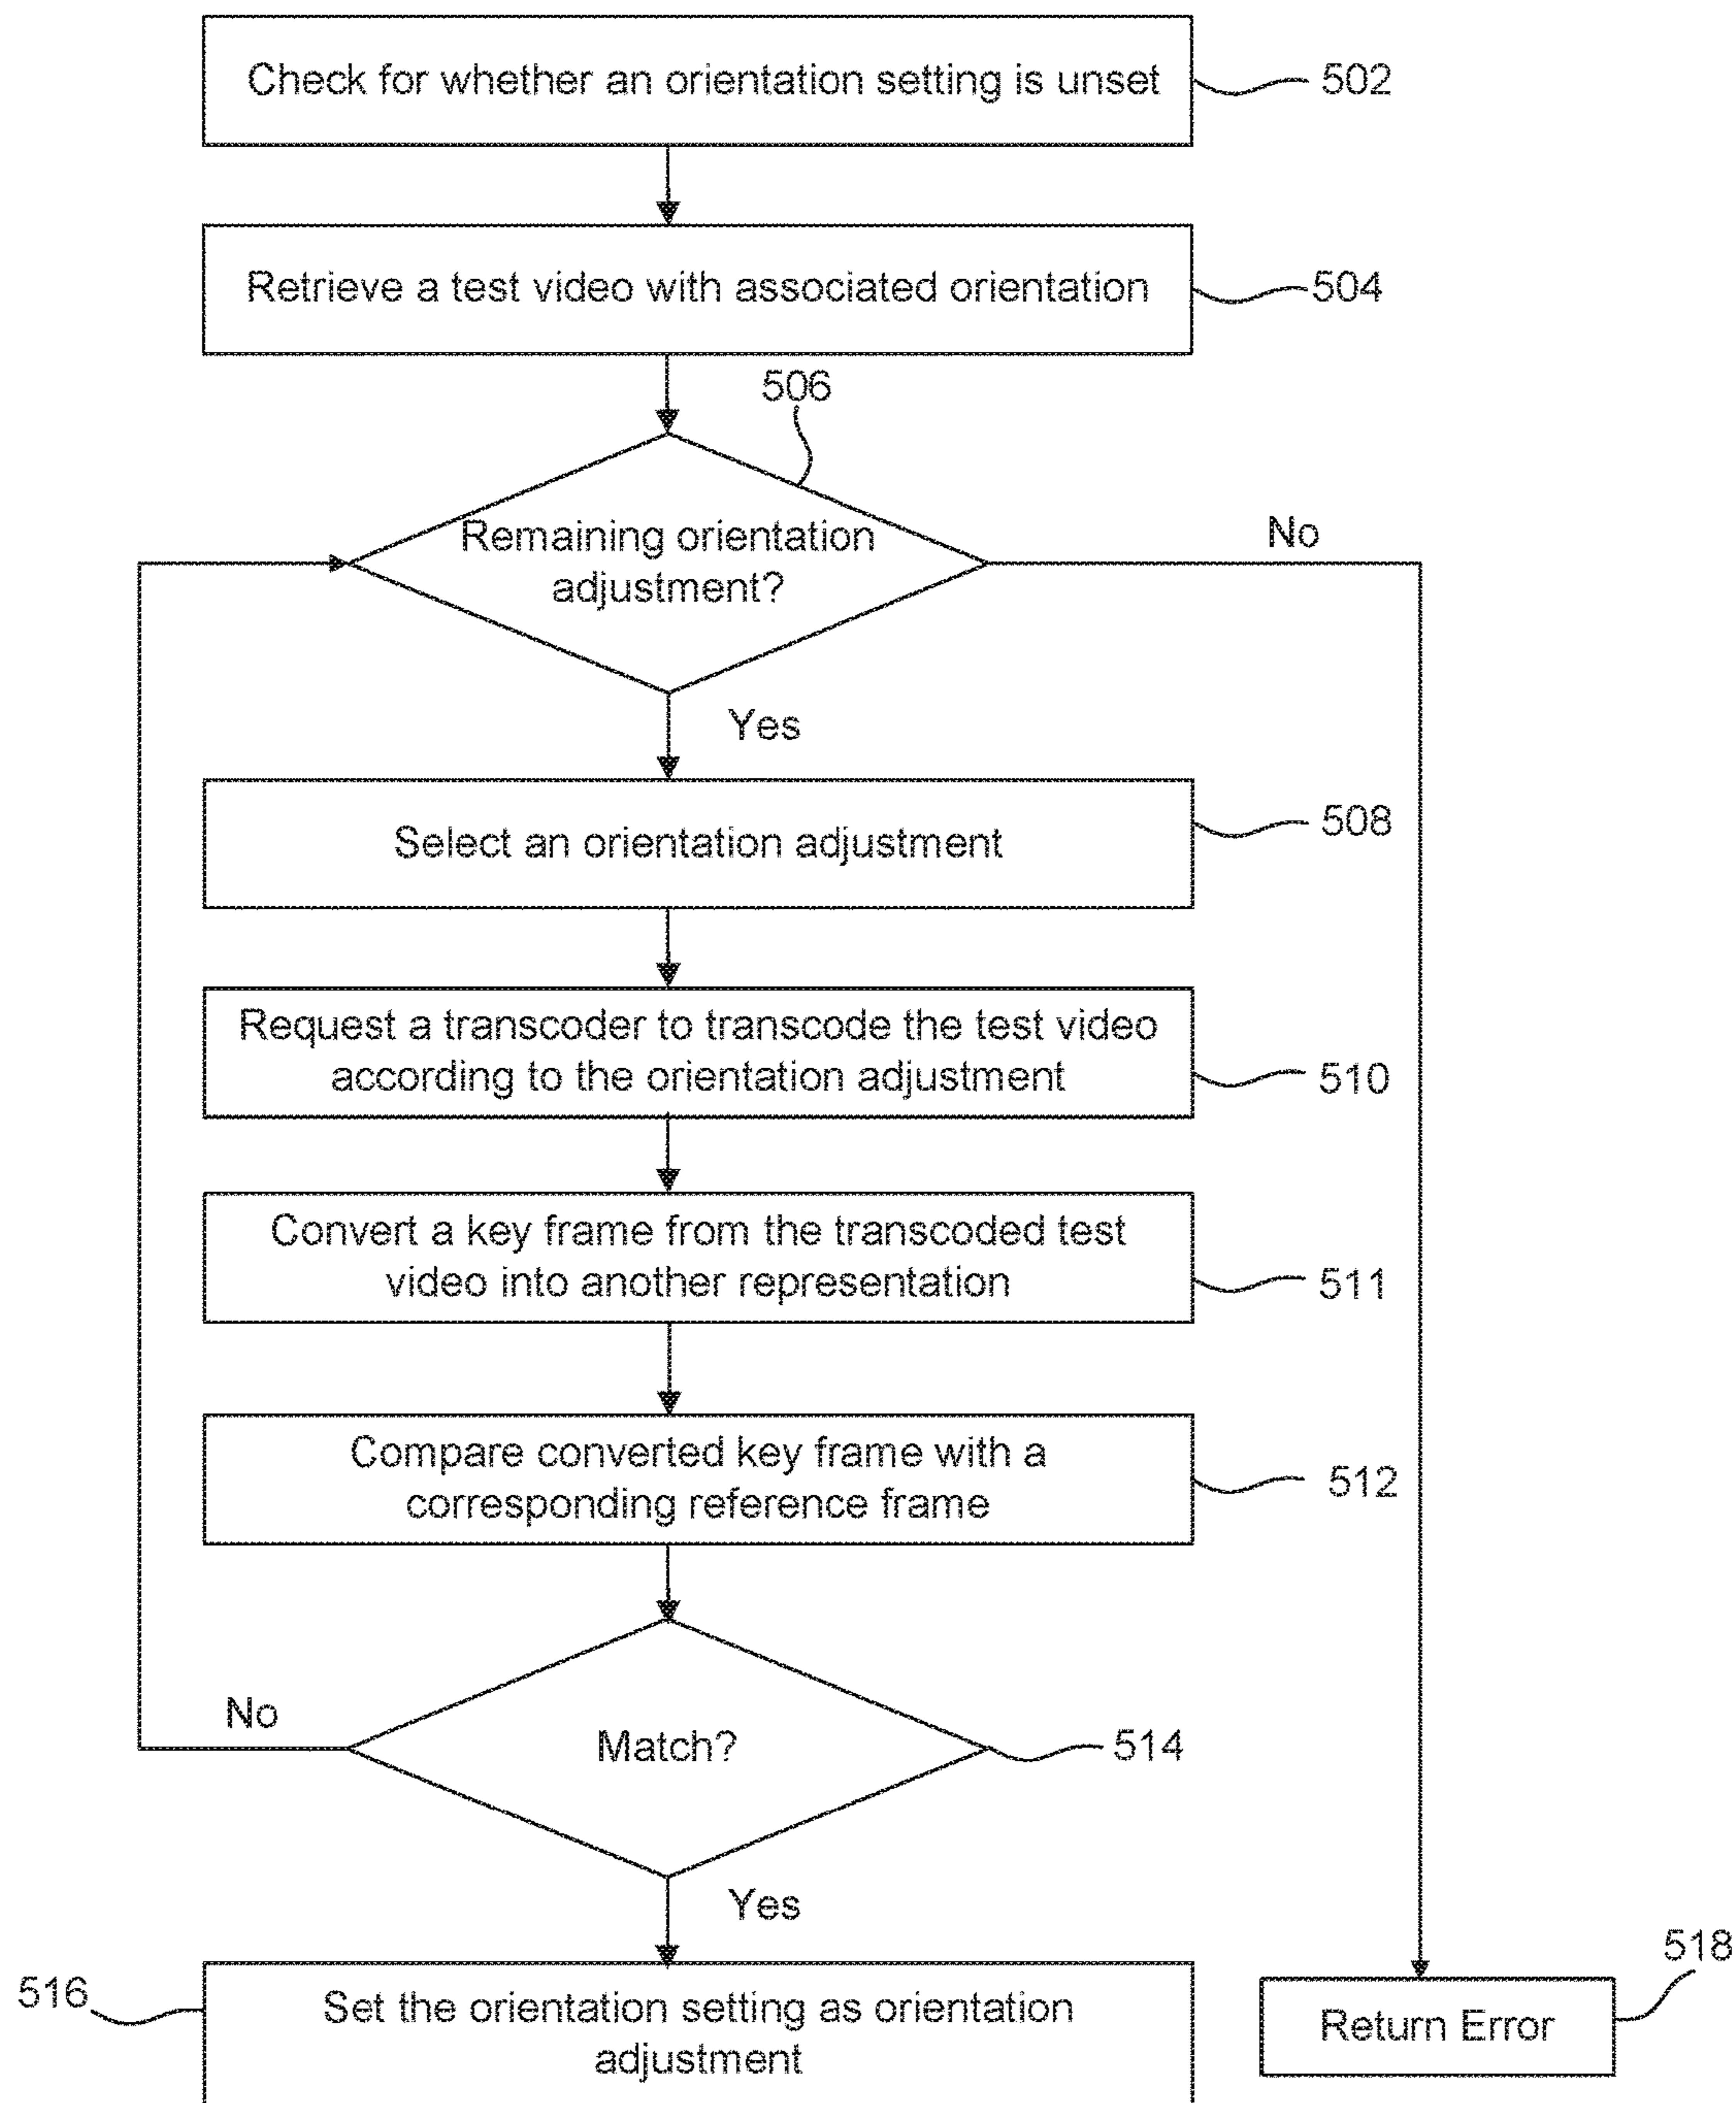 Check for whether an orientation setting is unset
502
Retrieve a test video with associated orientation
504
506
Remaining orientation
adjustment?
No
Yes
Select an orientation adjustment
508
Request a transcoder to transcode the test video
according to the orientation adjustment
510
Convert a key frame from the transcoded test
video into another representation
511
Compare converted key frame with a
corresponding reference frame
512
No
Match?
514
Yes
516
Set the orientation setting as orientation
adjustment
518
Return Error